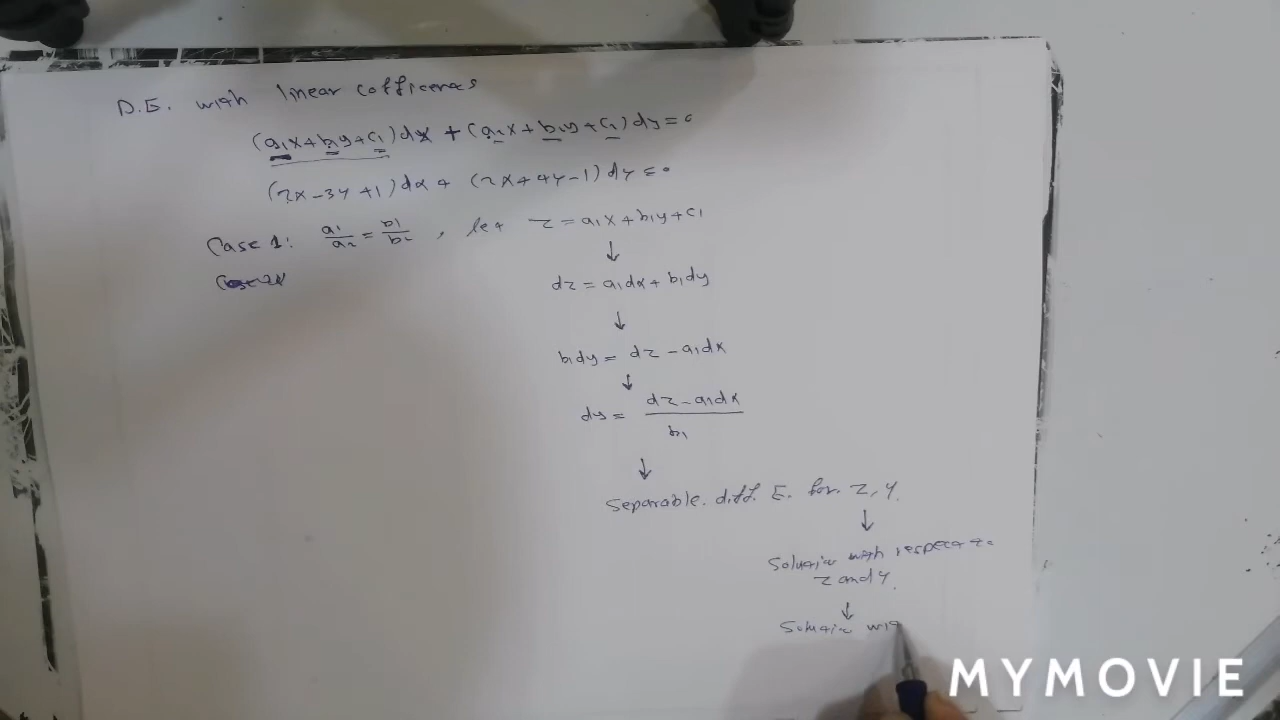 D.E. with linear cofficenas
(a1x+b1y+c1)dx + (a2x+b2y+c2)dy=0
(2x-3y+1)dx + (2x+4y-1)dy=0
Case 1: a1/a2 = b1/b2, let z=a1x+b1y+c1
↓
dz=a1dx+b1dy
↓
b1dy= dz-a1dx
↓
dy= dz-a1dx/b1
↓
Separable. diff. E. for z,y.
↓
Solution with respect to
z and y.
↓
Solution wit
MYMOVIE